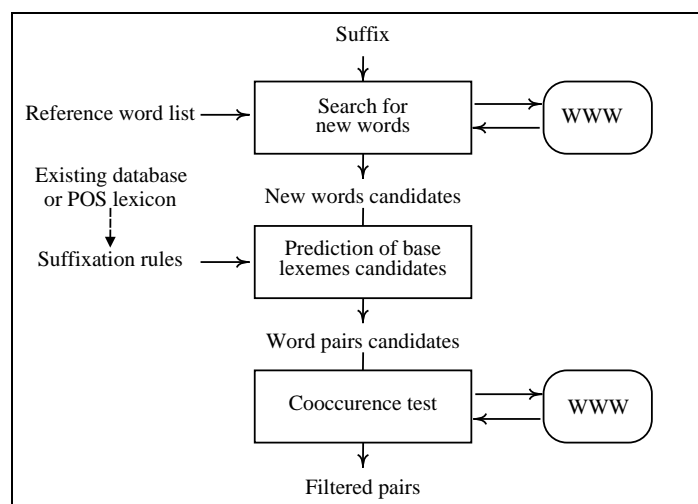 Suffix
Reference word list
Search for
new words
WWW
Existing database
or POS lexicon
New words candidates
Suffixation rules
Prediction of base
lexemes candidates
Word pairs candidates
Cooccurence test
WWW
Filtered pairs